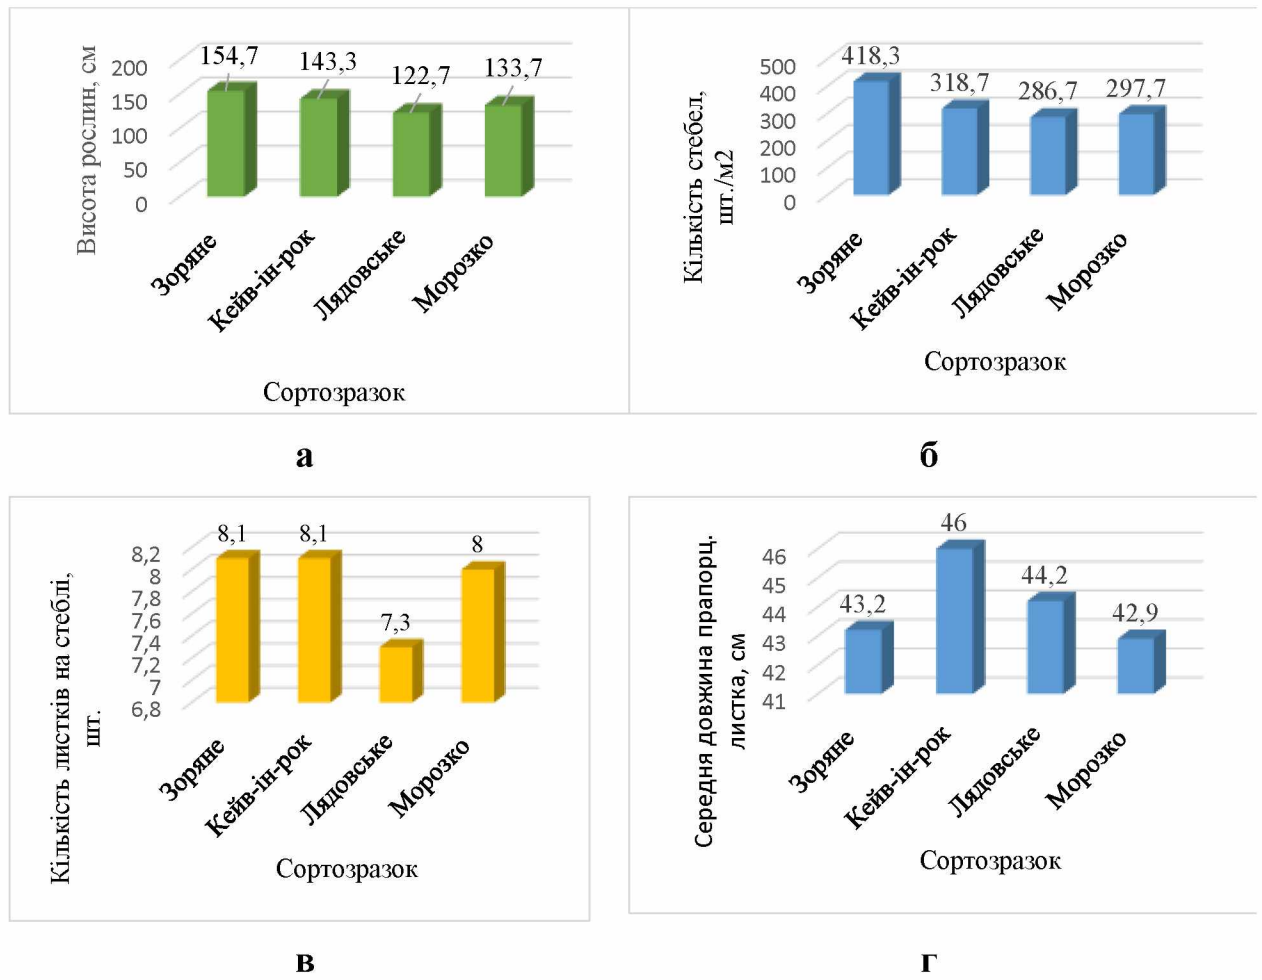 Висота рослин, см
200
150
100
50
0
154,7
143,3
122,7
133,7
Зоряне
Кейв-ін-рок
Лядовське
Морозко
Сортозразок
а
Кількість стебел,
шт./м2
500
400
300
200
100
0
418,3
318,7
286,7
297,7
Зоряне
Кейв-ін-рок
Лядовське
Морозко
Сортозразок
б
Кількість листків на стеблі,
шт.
8,2
8
7,8
7,6
7,4
7,2
7
6,8
8,1
8,1
7,3
8
Зоряне
Кейв-ін-рок
Лядовське
Морозко
Сортозразок
в
Середня довжина прапорц.
листка, см
46
45
44
43
42
41
43,2
46
44,2
42,9
Зоряне
Кейв-ін-рок
Лядовське
Морозко
Сортозразок
г